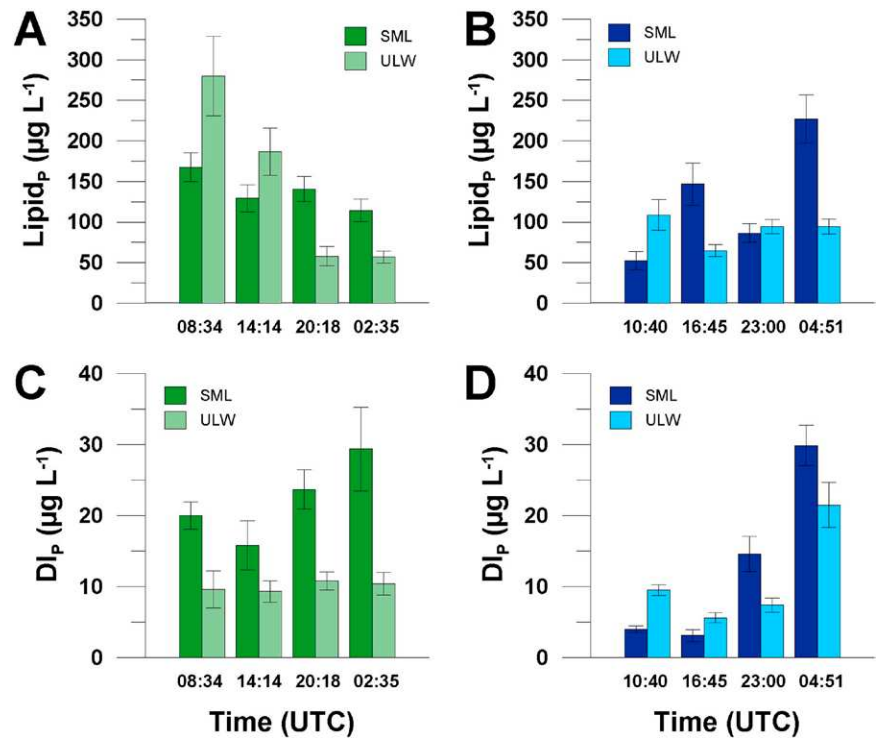 A
Lipid_P (µg L⁻¹)
350
300
250
200
150
100
50
0
SML
ULW
08:34 14:14 20:18 02:35
B
Lipid_P (µg L⁻¹)
350
300
250
200
150
100
50
0
SML
ULW
10:40 16:45 23:00 04:51
C
DI_P (µg L⁻¹)
40
30
20
10
0
SML
ULW
08:34 14:14 20:18 02:35
Time (UTC)
D
DI_P (µg L⁻¹)
40
30
20
10
0
SML
ULW
10:40 16:45 23:00 04:51
Time (UTC)